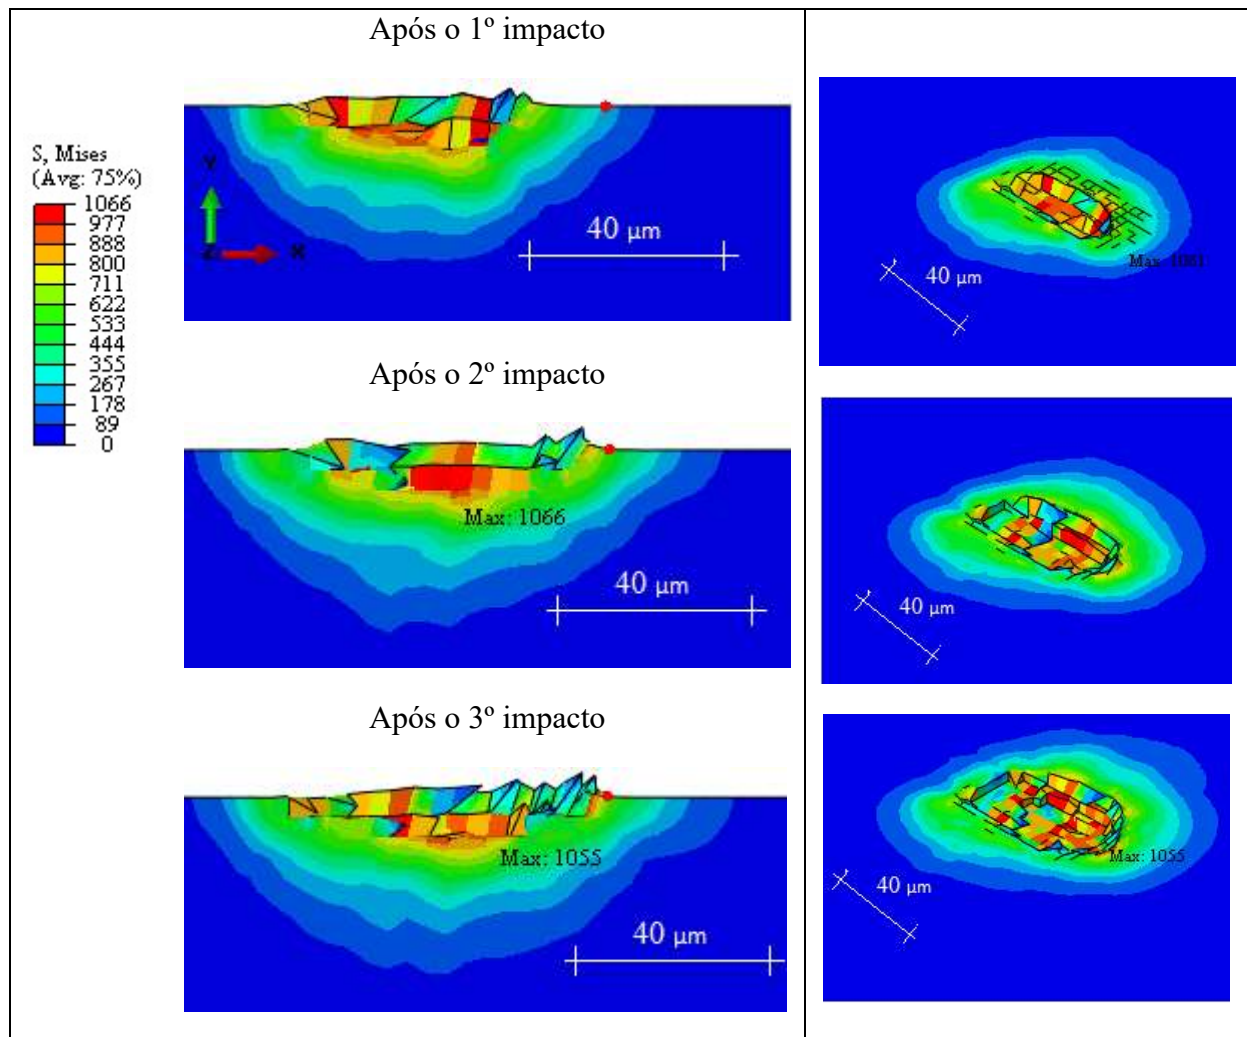 Após o 1º impacto
S, Mises
(Avg: 75%)
1066
977
888
800
711
622
533
444
355
267
178
89
0
Y
Z
X
40 µm
Max: 1061
40 µm
Após o 2º impacto
Max: 1066
40 µm
40 µm
Após o 3º impacto
Max: 1055
40 µm
Max: 1055
40 µm